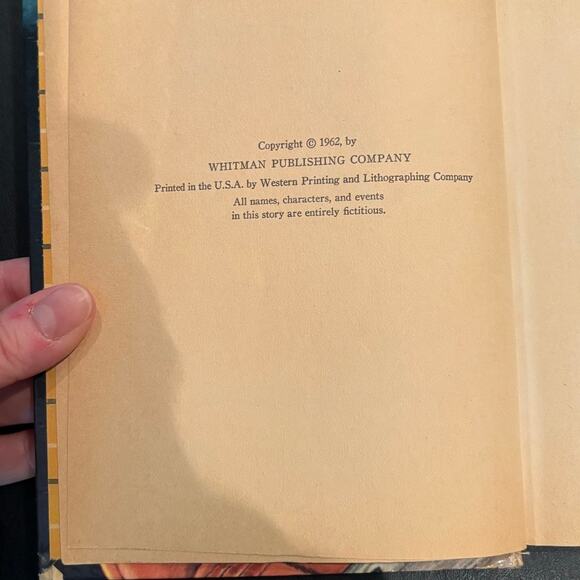 Copyright © 1962, by
WHITMAN PUBLISHING COMPANY
Printed in the U.S.A. by Western Printing and Lithographing Company
All names, characters, and events
in this story are entirely fictitious.